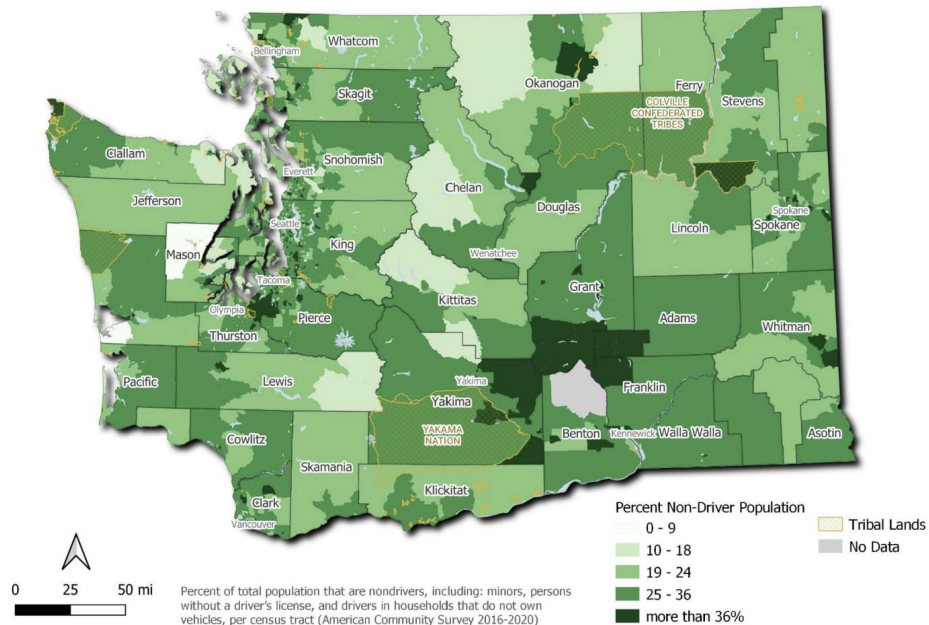 Whatcom
Bellingham
Okanogan
Ferry
Skagit
Stevens
COLVILLE
CONFEDERATED
TRIBES
Clallam
Snohomish
Everett
Chelan
Jefferson
Douglas
Seattle
Lincoln
Spokane
Spokane
King
Mason
Wenatchee
Tacoma
Grant
Kittitas
Olympia
Pierce
Adams
Whitman
Thurston
Pacific
Lewis
Yakima
Franklin
Yakima
YAKAMA
NATION
Benton
Kennewick
Walla Walla
Asotin
Cowlitz
Skamania
Klickitat
Clark
Vancouver
Percent Non-Driver Population
0 - 9
10 - 18
19 - 24
25 - 36
more than 36%
Tribal Lands
No Data
0 25 50 mi
Percent of total population that are nondrivers, including: minors, persons
without a driver's license, and drivers in households that do not own
vehicles, per census tract (American Community Survey 2016-2020)